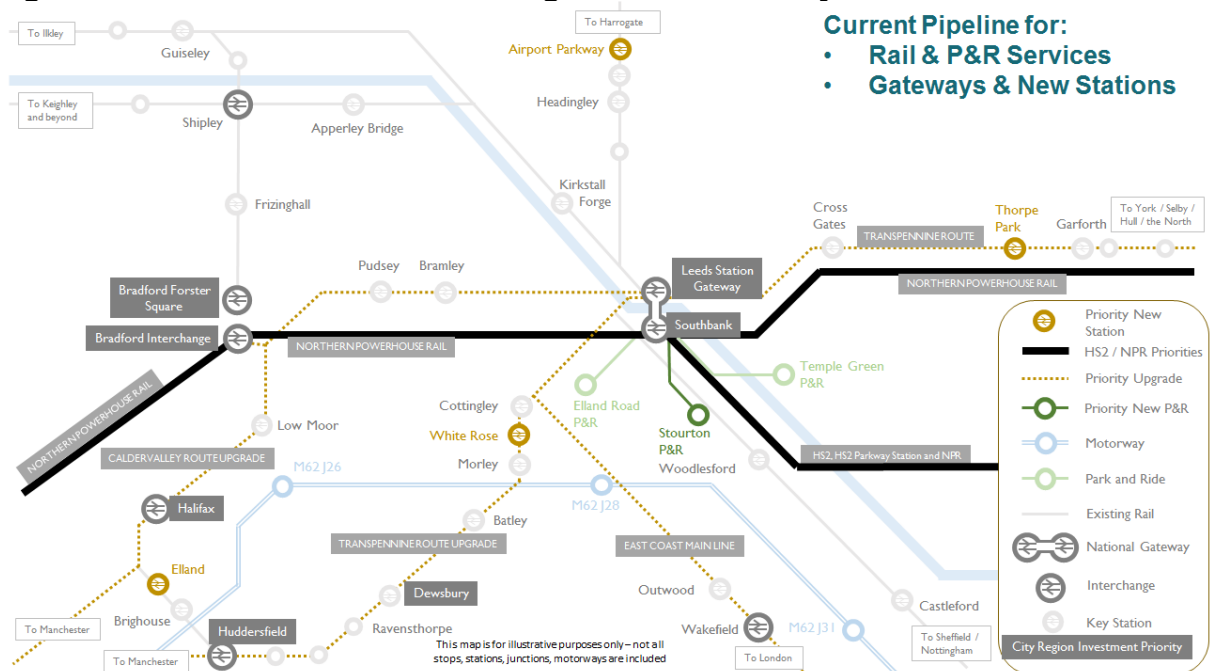 To Ilkley
Guiseley
To Harrogate
Airport Parkway
Current Pipeline for:
• Rail & P&R Services
• Gateways & New Stations
Headingley
To Keighley
and beyond
Shipley
Apperley Bridge
Kirkstall
Forge
Frizinghall
Cross
Gates
TRANSPENNINE ROUTE
Thorpe
Park
Garforth
To York / Selby /
Hull / the North
Pudsey
Bramley
Leeds Station
Gateway
NORTHERN POWERHOUSE RAIL
Bradford Forster
Square
Bradford Interchange
NORTHERN POWERHOUSE RAIL
Southbank
NORTHERN POWERHOUSE RAIL
Temple Green
P&R
Elland Road
P&R
Cottingley
White Rose
Morley
Stourton
P&R
Woodlesford
HS2, HS2 Parkway Station and NPR
Low Moor
CALDERVALLEY ROUTE UPGRADE
M62 J26
M62 J28
Halifax
Batley
TRANSPENNINE ROUTE UPGRADE
EAST COAST MAIN LINE
Elland
Dewsbury
Outwood
Castleford
Brighouse
To Manchester
Huddersfield
Ravensthorpe
Wakefield
M62 J31
To Manchester
This map is for illustrative purposes only – not all
stops, stations, junctions, motorways are included
To London
To Sheffield /
Nottingham
Priority New
Station
HS2 / NPR Priorities
Priority Upgrade
Priority New P&R
Motorway
Park and Ride
Existing Rail
National Gateway
Interchange
Key Station
City Region Investment Priority